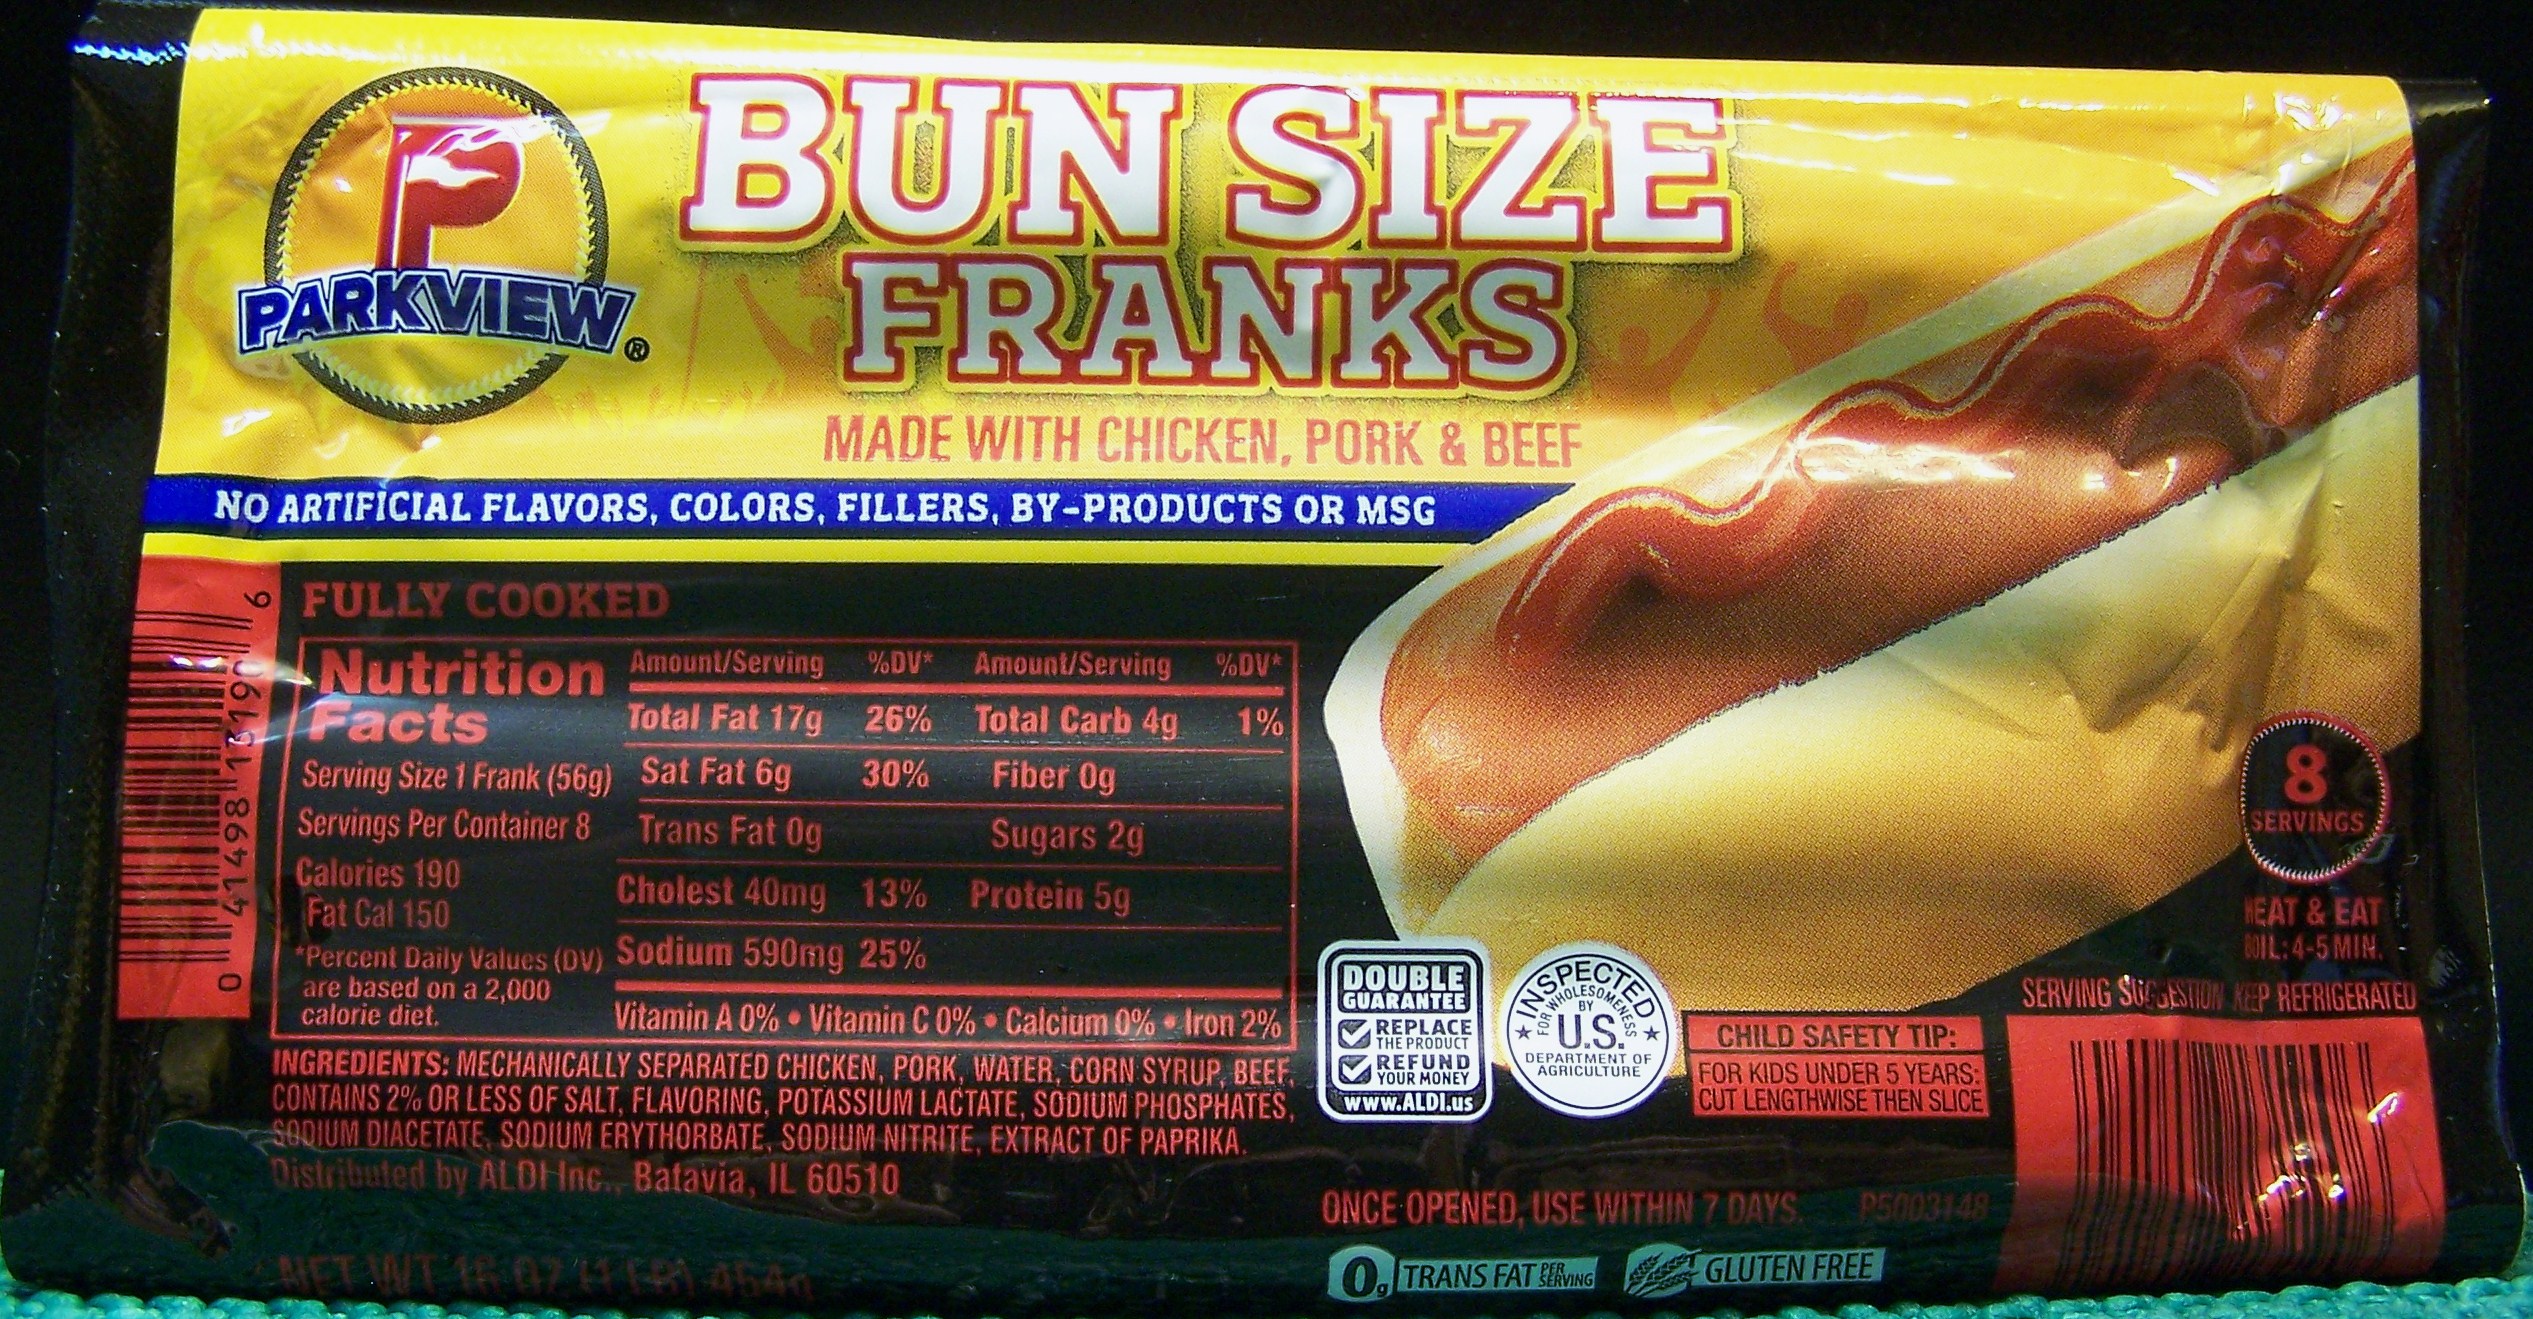 P
PARKVIEW®
BUN SIZE
FRANKS
MADE WITH CHICKEN, PORK & BEEF
NO ARTIFICIAL FLAVORS, COLORS, FILLERS, BY-PRODUCTS OR MSG
FULLY COOKED
Nutrition
Facts
Serving Size 1 Frank (56g)
Servings Per Container 8
Calories 190
Fat Cal 150
*Percent Daily Values (DV)
are based on a 2,000
calorie diet.
Amount/Serving %DV* Amount/Serving %DV*
Total Fat 17g 26% Total Carb 4g 1%
Sat Fat 6g 30% Fiber 0g
Trans Fat 0g Sugars 2g
Cholest 40mg 13% Protein 5g
Sodium 590mg 25%
Vitamin A 0% • Vitamin C 0% • Calcium 0% • Iron 2%
INGREDIENTS: MECHANICALLY SEPARATED CHICKEN, PORK, WATER, CORN SYRUP, BEEF,
CONTAINS 2% OR LESS OF SALT, FLAVORING, POTASSIUM LACTATE, SODIUM PHOSPHATES,
SODIUM DIACETATE, SODIUM ERYTHORBATE, SODIUM NITRITE, EXTRACT OF PAPRIKA.
Distributed by ALDI Inc., Batavia, IL 60510
NET WT 16 OZ (1 LB) 454g
DOUBLE
GUARANTEE
REPLACE
THE PRODUCT
REFUND
YOUR MONEY
WWW.ALDI.US
INSPECTED
FOR WHOLESOMENESS
BY
U.S.
DEPARTMENT OF
AGRICULTURE
CHILD SAFETY TIP:
FOR KIDS UNDER 5 YEARS:
CUT LENGTHWISE THEN SLICE
8
SERVINGS
HEAT & EAT
BOIL: 4-5 MIN.
SERVING SUGGESTION KEEP REFRIGERATED
ONCE OPENED, USE WITHIN 7 DAYS. P5003148
0g TRANS FAT PER SERVING
GLUTEN FREE